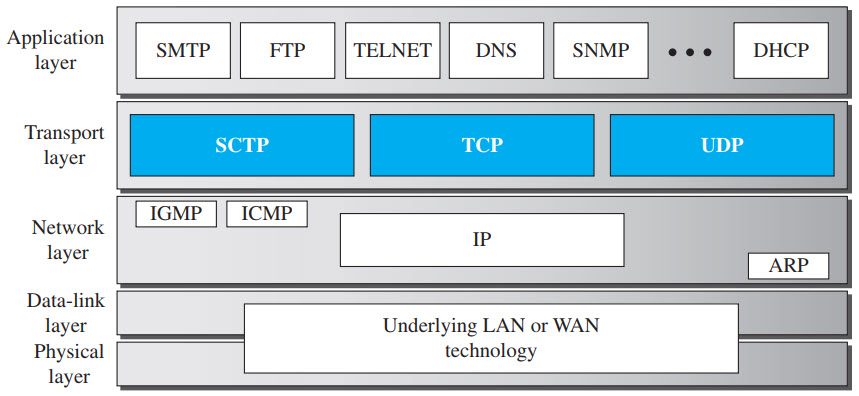 Application
layer
SMTP
FTP
TELNET
DNS
SNMP
DHCP
Transport
layer
SCTP
TCP
UDP
Network
layer
IGMP
ICMP
IP
ARP
Data-link
layer
Physical
layer
Underlying LAN or WAN
technology